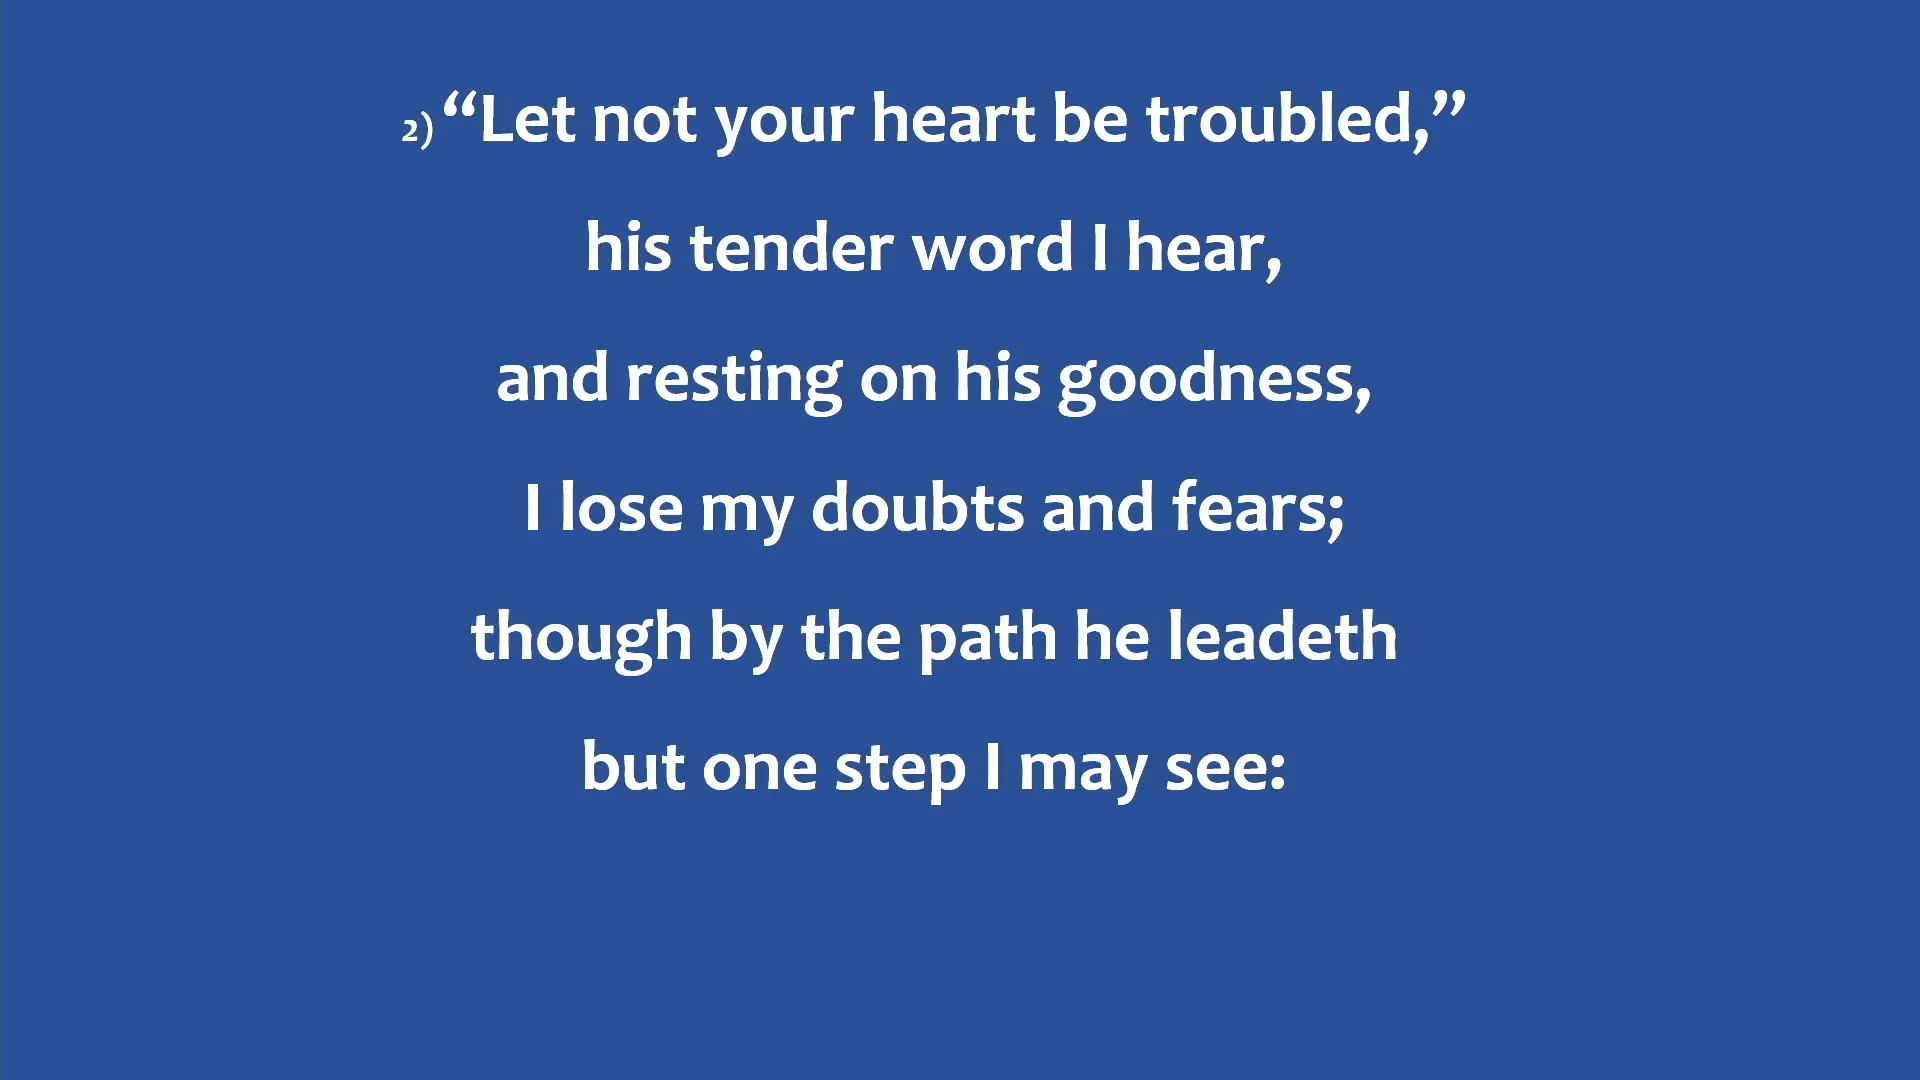 2) “Let not your heart be troubled,”
his tender word I hear,
and resting on his goodness,
I lose my doubts and fears;
though by the path he leadeth
but one step I may see: